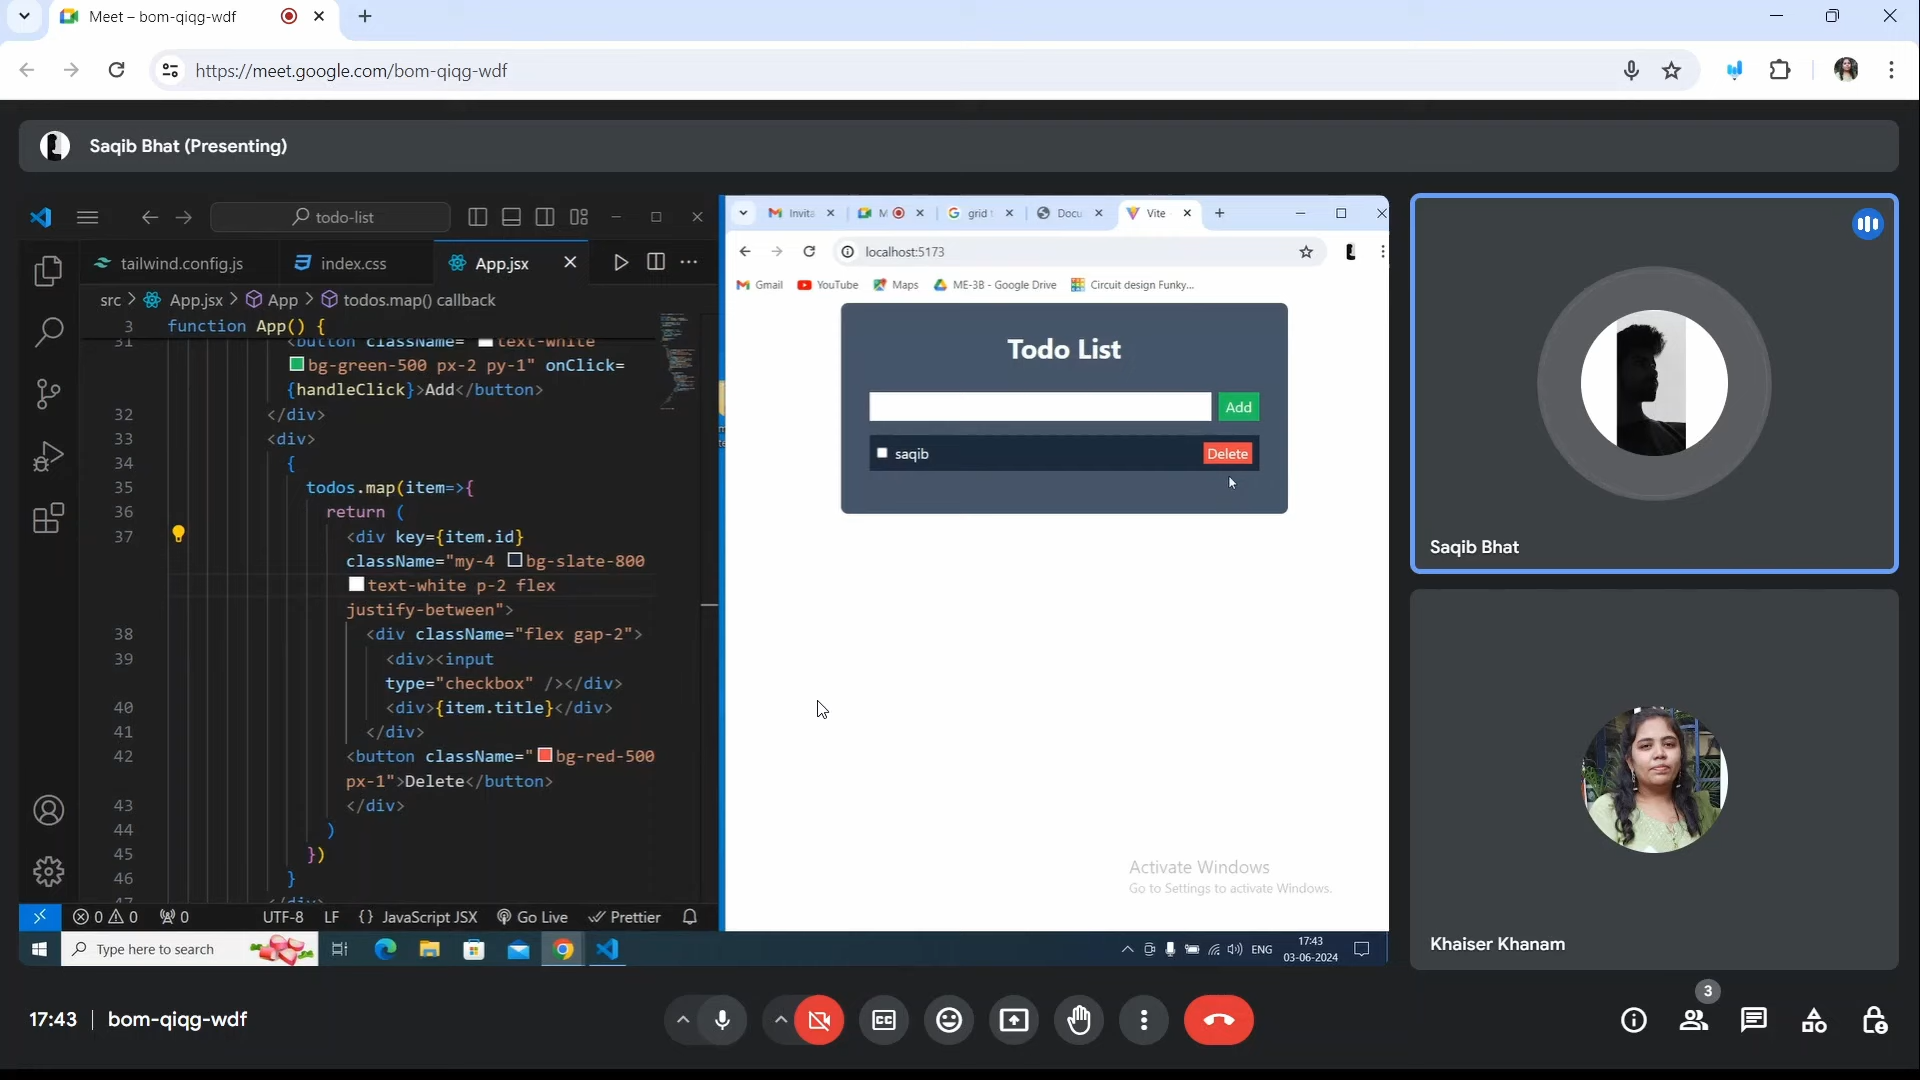 Meet – bom-qiqg-wdf
https://meet.google.com/bom-qiqg-wdf
Saqib Bhat (Presenting)
todo-list
tailwind.config.js
index.css
App.jsx
src > App.jsx > App > todos.map() callback
3 function App() {
31 <button className="text-white
bg-green-500 px-2 py-1" onClick=
{handleClick}>Add</button>
32 </div>
33 <div>
34 {
35 todos.map(item=>{
36 return (
37 <div key={item.id}
className="my-4 bg-slate-800
text-white p-2 flex
justify-between">
38 <div className="flex gap-2">
39 <div><input
type="checkbox" /></div>
40 <div>{item.title}</div>
41 </div>
42 <button className="bg-red-500
px-1">Delete</button>
43 </div>
44 )
45 })
46 }
47 </div>
0 0 0 UTF-8 LF {} JavaScript JSX Go Live Prettier
Invita
M
grid
Docu
Vite
localhost:5173
Gmail
YouTube
Maps
ME-3B - Google Drive
Circuit design Funky...
Todo List
Add
saqib
Delete
Activate Windows
Go to Settings to activate Windows.
Type here to search
ENG
17:43
03-06-2024
Saqib Bhat
Khaiser Khanam
17:43 | bom-qiqg-wdf
CC
3